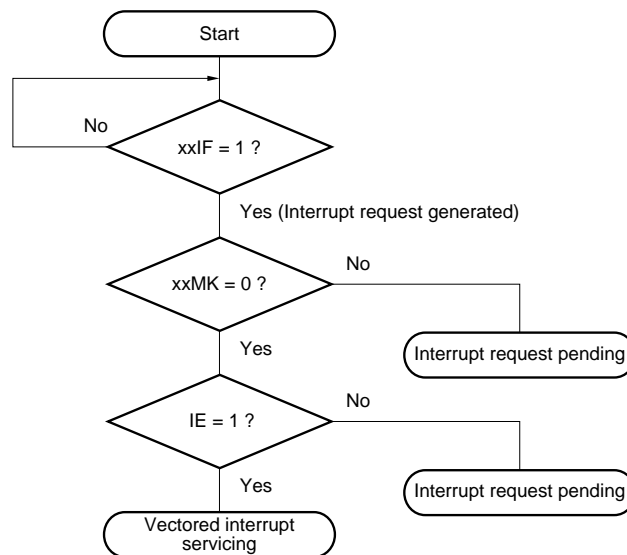 Start
No
xxIF = 1 ?
Yes (Interrupt request generated)
xxMK = 0 ?
No
Interrupt request pending
Yes
IE = 1 ?
No
Interrupt request pending
Yes
Vectored interrupt
servicing